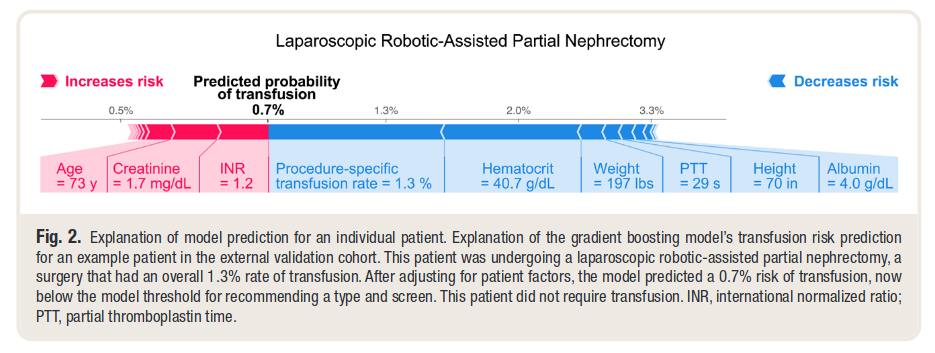 Laparoscopic Robotic-Assisted Partial Nephrectomy
Increases risk
Predicted probability
of transfusion
Decreases risk
0.5%
0.7%
1.3%
2.0%
3.3%
Age
= 73 y
Creatinine
= 1.7 mg/dL
INR
= 1.2
Procedure-specific
transfusion rate = 1.3 %
Hematocrit
= 40.7 g/dL
Weight
= 197 lbs
PTT
= 29 s
Height
= 70 in
Albumin
= 4.0 g/dL
Fig. 2. Explanation of model prediction for an individual patient. Explanation of the gradient boosting model's transfusion risk prediction
for an example patient in the external validation cohort. This patient was undergoing a laparoscopic robotic-assisted partial nephrectomy, a
surgery that had an overall 1.3% rate of transfusion. After adjusting for patient factors, the model predicted a 0.7% risk of transfusion, now
below the model threshold for recommending a type and screen. This patient did not require transfusion. INR, international normalized ratio;
PTT, partial thromboplastin time.